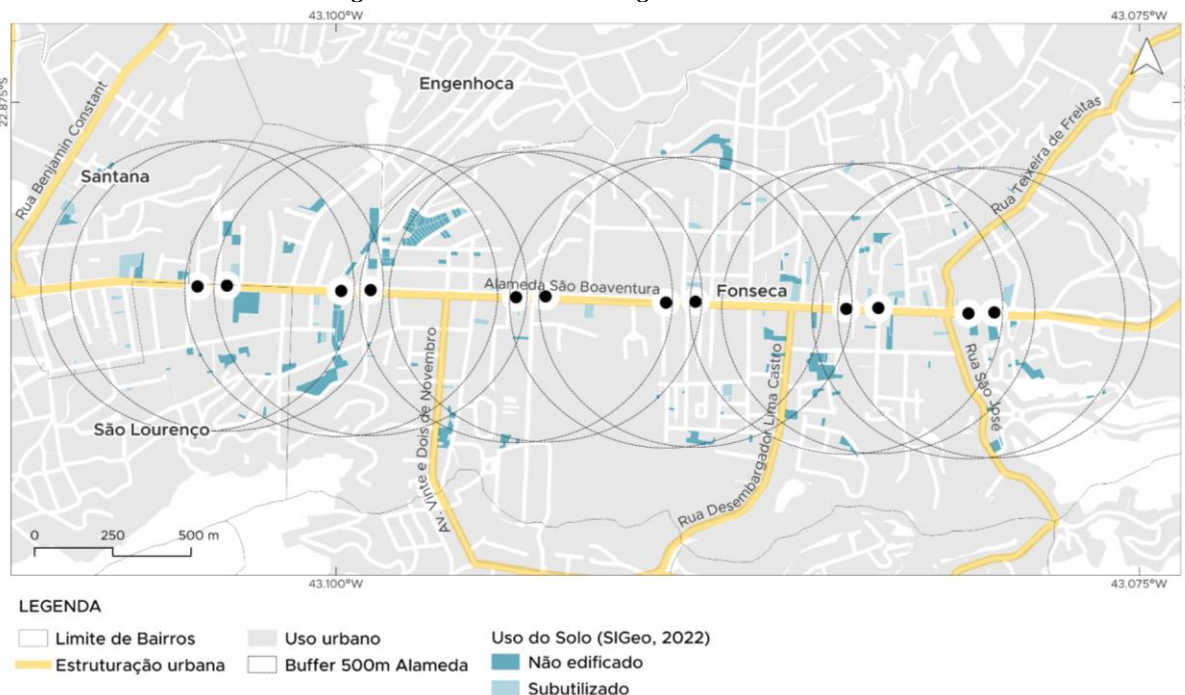 43.100°W
43.075°W
22.875°S
Engenhoca
Rua Benjamin Constant
Santana
Rua Teixeira de Freitas
Alameda São Boaventura
Fonseca
Av. Vinte e Dois de Novembro
Rua Desembargador Lima Castro
Rua São José
São Lourenço
0 250 500 m
43.100°W
43.075°W
LEGENDA
Limite de Bairros
Uso urbano
Uso do Solo (SIGeo, 2022)
Estruturação urbana
Buffer 500m Alameda
Não edificado
Subutilizado